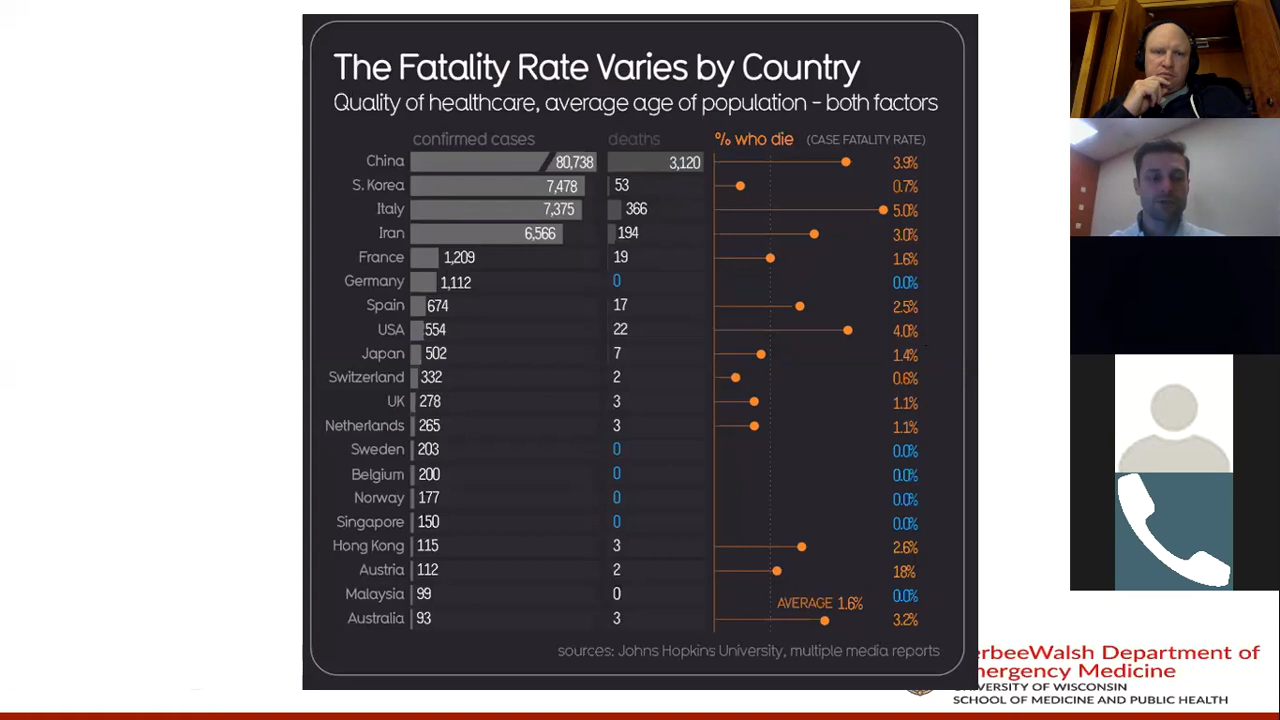 The Fatality Rate Varies by Country
Quality of healthcare, average age of population - both factors
confirmed cases deaths % who die (CASE FATALITY RATE)
China 80,738 3,120 3.9%
S. Korea 7,478 53 0.7%
Italy 7,375 366 5.0%
Iran 6,566 194 3.0%
France 1,209 19 1.6%
Germany 1,112 0 0.0%
Spain 674 17 2.5%
USA 554 22 4.0%
Japan 502 7 1.4%
Switzerland 332 2 0.6%
UK 278 3 1.1%
Netherlands 265 3 1.1%
Sweden 203 0 0.0%
Belgium 200 0 0.0%
Norway 177 0 0.0%
Singapore 150 0 0.0%
Hong Kong 115 3 2.6%
Austria 112 2 18%
Malaysia 99 0 0.0%
AVERAGE 1.6%
Australia 93 3 3.2%
sources: Johns Hopkins University, multiple media reports
erbeeWalsh Department of
mergency Medicine
UNIVERSITY OF WISCONSIN
SCHOOL OF MEDICINE AND PUBLIC HEALTH